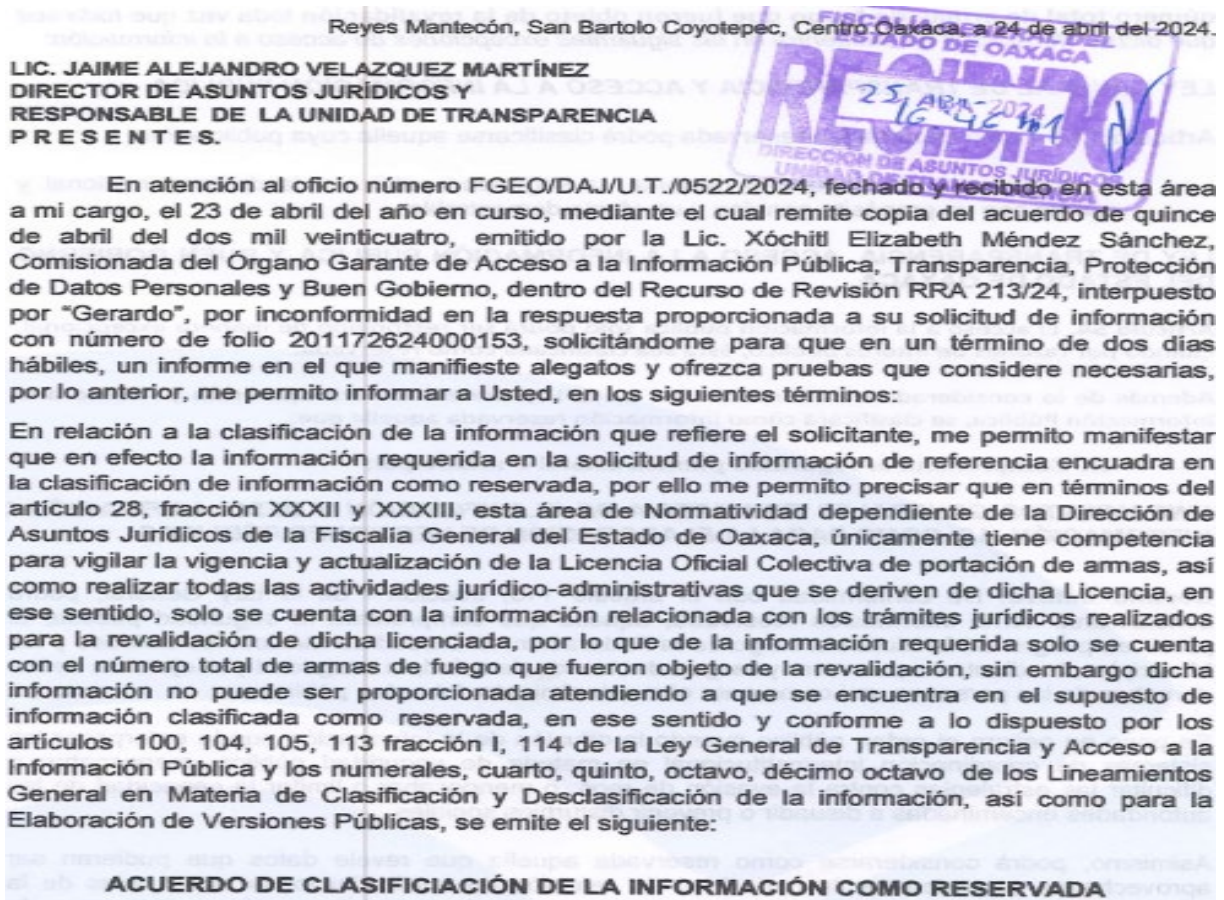 Reyes Mantecón, San Bartolo Coyotepec, Centro Oaxaca, a 24 de abril del 2024.
FISCALÍA GENERAL DEL
ESTADO DE OAXACA
RECIBIDO
25 ABR 2024
DIRECCIÓN DE ASUNTOS JURÍDICOS
UNIDAD DE TRANSPARENCIA
LIC. JAIME ALEJANDRO VELAZQUEZ MARTÍNEZ
DIRECTOR DE ASUNTOS JURÍDICOS Y
RESPONSABLE DE LA UNIDAD DE TRANSPARENCIA
P R E S E N T E S.
En atención al oficio número FGEO/DAJ/U.T./0522/2024, fechado y recibido en esta área
a mi cargo, el 23 de abril del año en curso, mediante el cual remite copia del acuerdo de quince
de abril del dos mil veinticuatro, emitido por la Lic. Xóchitl Elizabeth Méndez Sánchez,
Comisionada del Órgano Garante de Acceso a la Información Pública, Transparencia, Protección
de Datos Personales y Buen Gobierno, dentro del Recurso de Revisión RRA 213/24, interpuesto
por "Gerardo", por inconformidad en la respuesta proporcionada a su solicitud de información
con número de folio 201172624000153, solicitándome para que en un término de dos días
hábiles, un informe en el que manifieste alegatos y ofrezca pruebas que considere necesarias,
por lo anterior, me permito informar a Usted, en los siguientes términos:
En relación a la clasificación de la información que refiere el solicitante, me permito manifestar
que en efecto la información requerida en la solicitud de información de referencia encuadra en
la clasificación de información como reservada, por ello me permito precisar que en términos del
artículo 28, fracción XXXII y XXXIII, esta área de Normatividad dependiente de la Dirección de
Asuntos Jurídicos de la Fiscalía General del Estado de Oaxaca, únicamente tiene competencia
para vigilar la vigencia y actualización de la Licencia Oficial Colectiva de portación de armas, así
como realizar todas las actividades jurídico-administrativas que se deriven de dicha Licencia, en
ese sentido, solo se cuenta con la información relacionada con los trámites jurídicos realizados
para la revalidación de dicha licenciada, por lo que de la información requerida solo se cuenta
con el número total de armas de fuego que fueron objeto de la revalidación, sin embargo dicha
información no puede ser proporcionada atendiendo a que se encuentra en el supuesto de
información clasificada como reservada, en ese sentido y conforme a lo dispuesto por los
artículos 100, 104, 105, 113 fracción I, 114 de la Ley General de Transparencia y Acceso a la
Información Pública y los numerales, cuarto, quinto, octavo, décimo octavo de los Lineamientos
General en Materia de Clasificación y Desclasificación de la información, así como para la
Elaboración de Versiones Públicas, se emite el siguiente:
ACUERDO DE CLASIFICIACIÓN DE LA INFORMACIÓN COMO RESERVADA